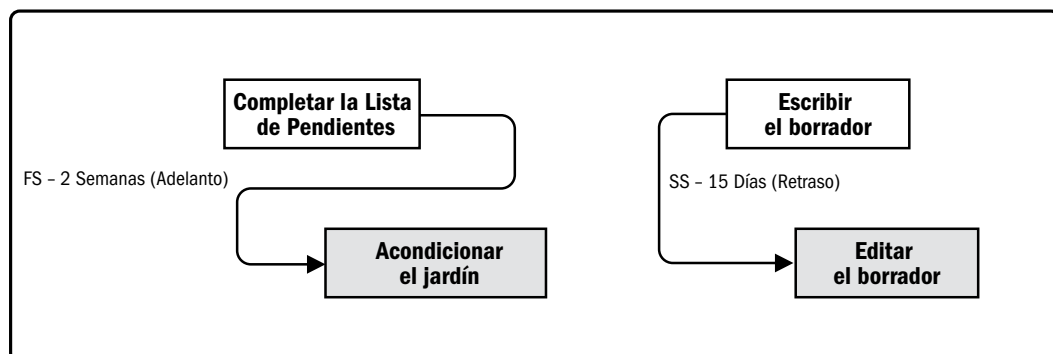 Completar la Lista
de Pendientes
FS – 2 Semanas (Adelanto)
Acondicionar
el jardín
Escribir
el borrador
SS – 15 Días (Retraso)
Editar
el borrador